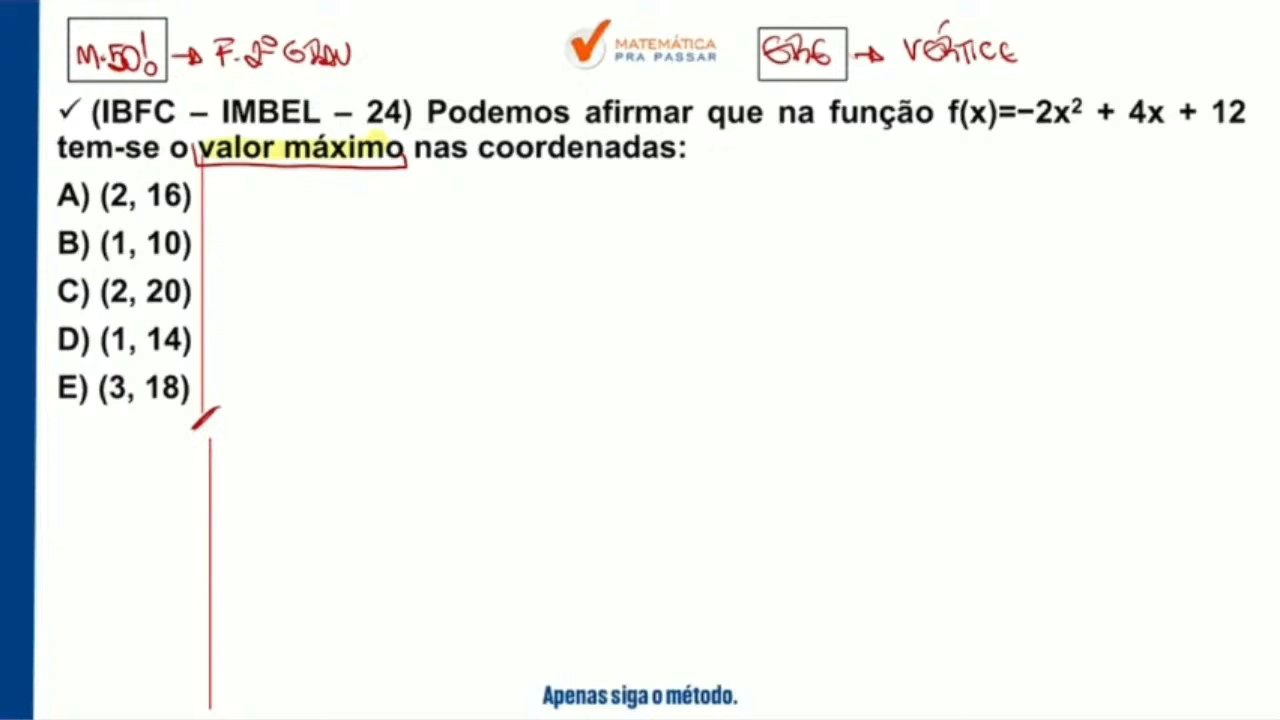 M.50! → F. 2º GRAU
MATEMÁTICA
PRA PASSAR
→ VÉRTICE
✓ (IBFC – IMBEL – 24) Podemos afirmar que na função f(x)=−2x² + 4x + 12
tem-se o valor máximo nas coordenadas:
A) (2, 16)
B) (1, 10)
C) (2, 20)
D) (1, 14)
E) (3, 18)
Apenas siga o método.